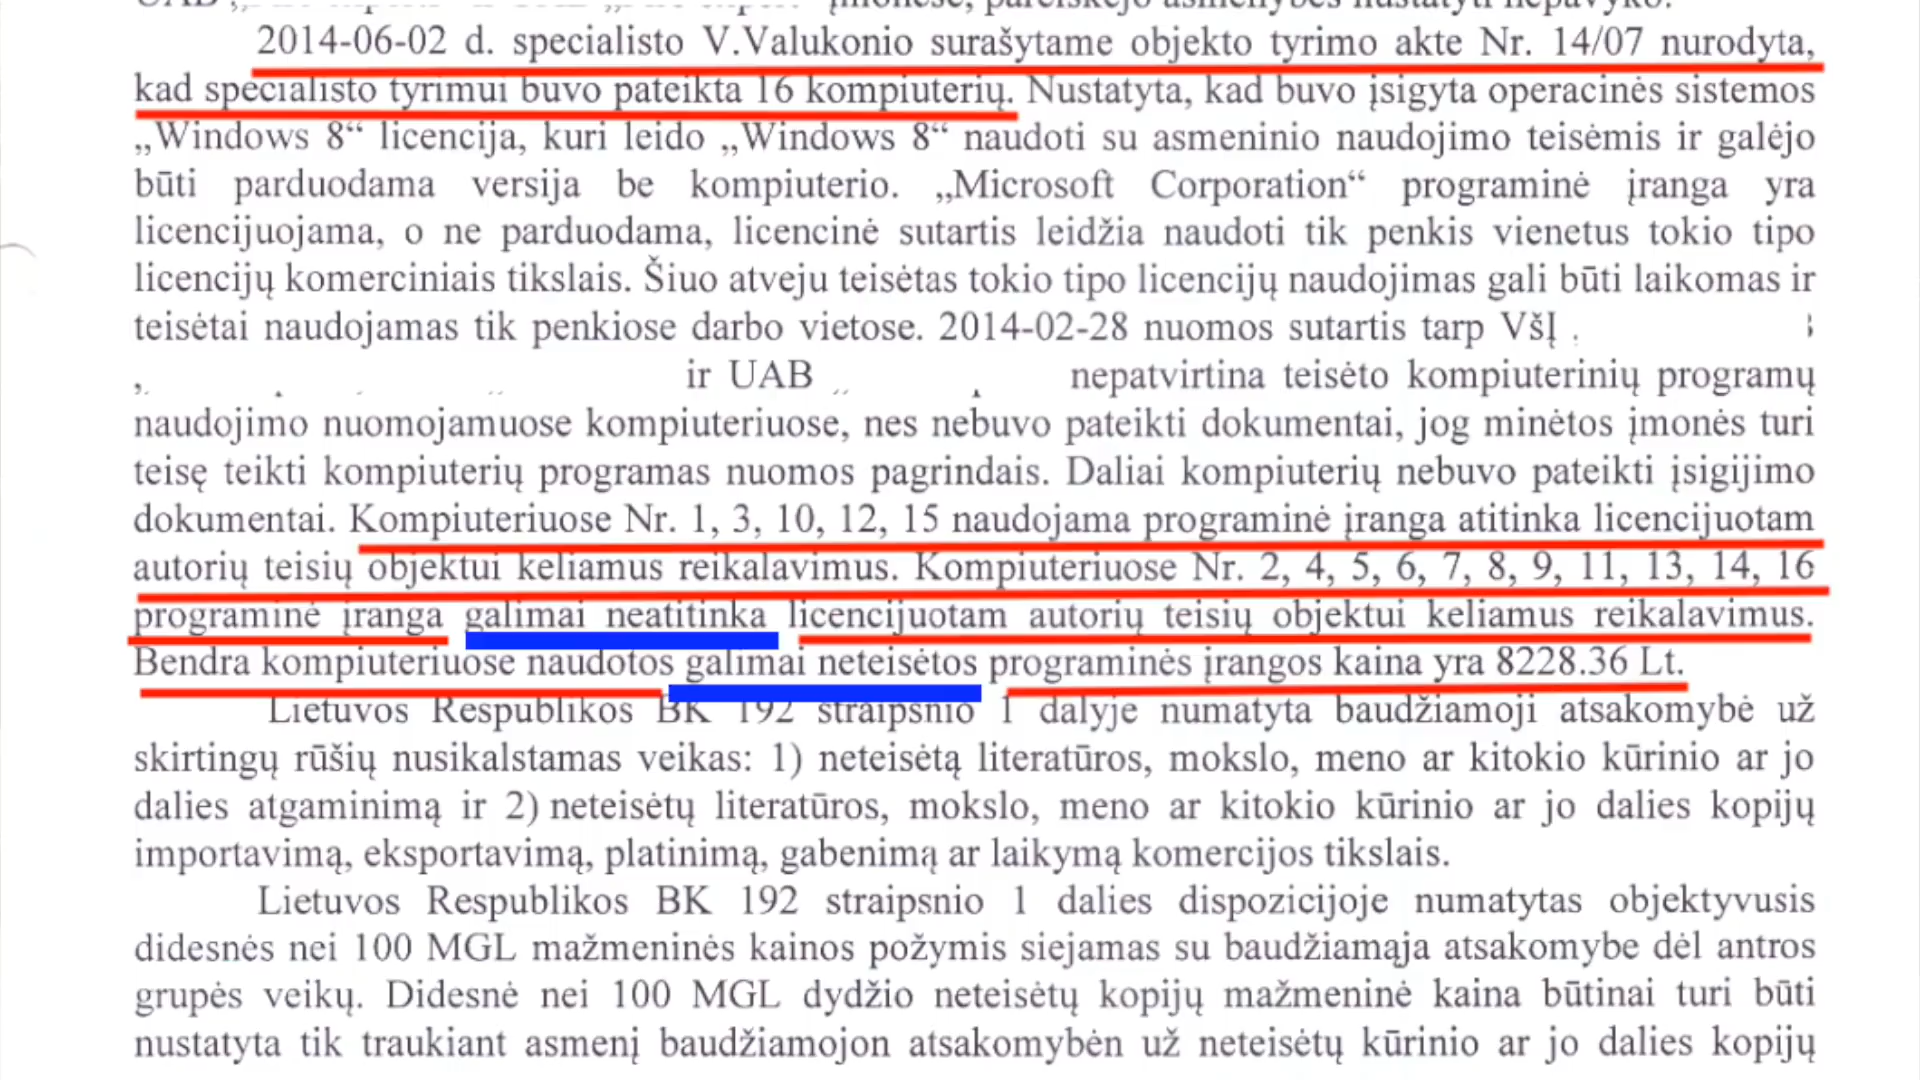 2014-06-02 d. specialisto V.Valukonio surašytame objekto tyrimo akte Nr. 14/07 nurodyta,
kad specialisto tyrimui buvo pateikta 16 kompiuterių. Nustatyta, kad buvo įsigyta operacinės sistemos
„Windows 8“ licencija, kuri leido „Windows 8“ naudoti su asmeninio naudojimo teisėmis ir galėjo
būti parduodama versija be kompiuterio. „Microsoft Corporation“ programinė įranga yra
licencijuojama, o ne parduodama, licencinė sutartis leidžia naudoti tik penkis vienetus tokio tipo
licencijų komerciniais tikslais. Šiuo atveju teisėtas tokio tipo licencijų naudojimas gali būti laikomas ir
teisėtai naudojamas tik penkiose darbo vietose. 2014-02-28 nuomos sutartis tarp VšĮ
ir UAB nepatvirtina teisėto kompiuterinių programų
naudojimo nuomojamuose kompiuteriuose, nes nebuvo pateikti dokumentai, jog minėtos įmonės turi
teisę teikti kompiuterių programas nuomos pagrindais. Daliai kompiuterių nebuvo pateikti įsigijimo
dokumentai. Kompiuteriuose Nr. 1, 3, 10, 12, 15 naudojama programinė įranga atitinka licencijuotam
autorių teisių objektui keliamus reikalavimus. Kompiuteriuose Nr. 2, 4, 5, 6, 7, 8, 9, 11, 13, 14, 16
programinė įranga galimai neatitinka licencijuotam autorių teisių objektui keliamus reikalavimus.
Bendra kompiuteriuose naudotos galimai neteisėtos programinės įrangos kaina yra 8228.36 Lt.
Lietuvos Respublikos BK 192 straipsnio 1 dalyje numatyta baudžiamoji atsakomybė už
skirtingų rūšių nusikalstamas veikas: 1) neteisėtą literatūros, mokslo, meno ar kitokio kūrinio ar jo
dalies atgaminimą ir 2) neteisėtų literatūros, mokslo, meno ar kitokio kūrinio ar jo dalies kopijų
importavimą, eksportavimą, platinimą, gabenimą ar laikymą komercijos tikslais.
Lietuvos Respublikos BK 192 straipsnio 1 dalies dispozicijoje numatytas objektyvusis
didesnės nei 100 MGL mažmeninės kainos požymis siejamas su baudžiamąja atsakomybe dėl antros
grupės veikų. Didesnė nei 100 MGL dydžio neteisėtų kopijų mažmeninė kaina būtinai turi būti
nustatyta tik traukiant asmenį baudžiamojon atsakomybėn už neteisėtų kūrinio ar jo dalies kopijų